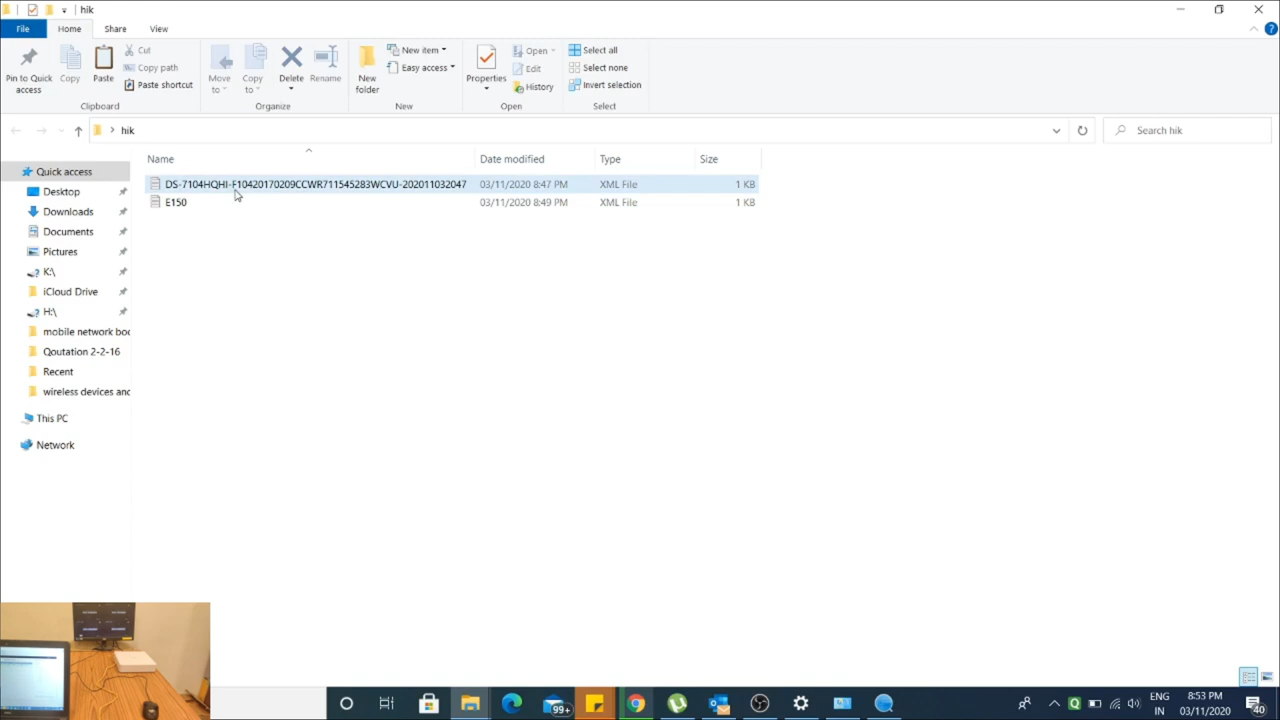 hik
File Home Share View
Pin to Quick access
Copy
Paste
Cut
Copy path
Paste shortcut
Clipboard
Move to
Copy to
Delete
Rename
Organize
New folder
New item
Easy access
New
Properties
Open
Edit
History
Open
Select all
Select none
Invert selection
Select
hik
Search hik
Name Date modified Type Size
DS-7104HQHI-F10420170209CCWR711545283WCVU-202011032047 03/11/2020 8:47 PM XML File 1 KB
E150 03/11/2020 8:49 PM XML File 1 KB
Quick access
Desktop
Downloads
Documents
Pictures
K:\
iCloud Drive
H:\
mobile network boo
Qoutation 2-2-16
Recent
wireless devices and
This PC
Network
99+
ENG
IN
8:53 PM
03/11/2020
40